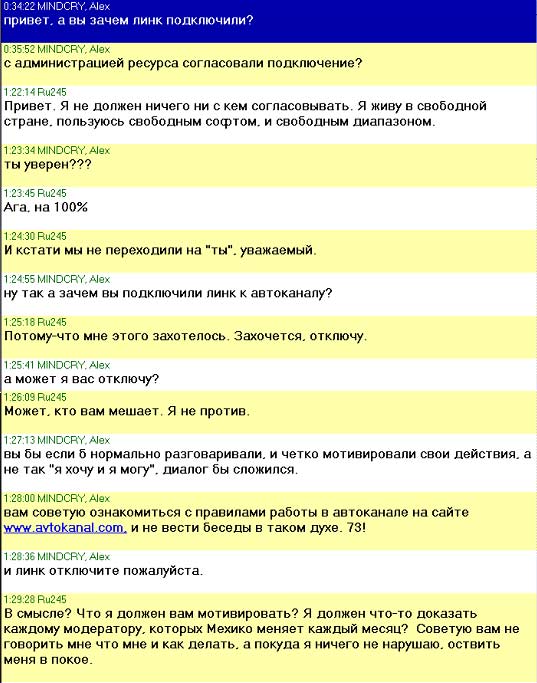 0:34:22 MINDCRY, Alex
привет, а вы зачем линк подключили?
0:35:52 MINDCRY, Alex
с администрацией ресурса согласовали подключение?
1:22:14 Ru245
Привет. Я не должен ничего ни с кем согласовывать. Я живу в свободной
стране, пользуюсь свободным софтом, и свободным диапазоном.
1:23:34 MINDCRY, Alex
ты уверен???
1:23:45 Ru245
Ага, на 100%
1:24:30 Ru245
И кстати мы не переходили на "ты", уважаемый.
1:24:55 MINDCRY, Alex
ну так а зачем вы подключили линк к автоканалу?
1:25:18 Ru245
Потому-что мне этого захотелось. Захочется, отключу.
1:25:41 MINDCRY, Alex
а может я вас отключу?
1:26:09 Ru245
Может, кто вам мешает. Я не против.
1:27:13 MINDCRY, Alex
вы бы если б нормально разговаривали, и четко мотивировали свои действия, а
не так "я хочу и я могу", диалог бы сложился.
1:28:00 MINDCRY, Alex
вам советую ознакомиться с правилами работы в автоканале на сайте
www.avtokanal.com, и не вести беседы в таком духе. 73!
1:28:36 MINDCRY, Alex
и линк отключите пожалуйста.
1:29:28 Ru245
В смысле? Что я должен вам мотивировать? Я должен что-то доказать
каждому модератору, которых Мехико меняет каждый месяц? Советую вам не
говорить мне что мне и как делать, а покуда я ничего не нарушаю, оствить
меня в покое.